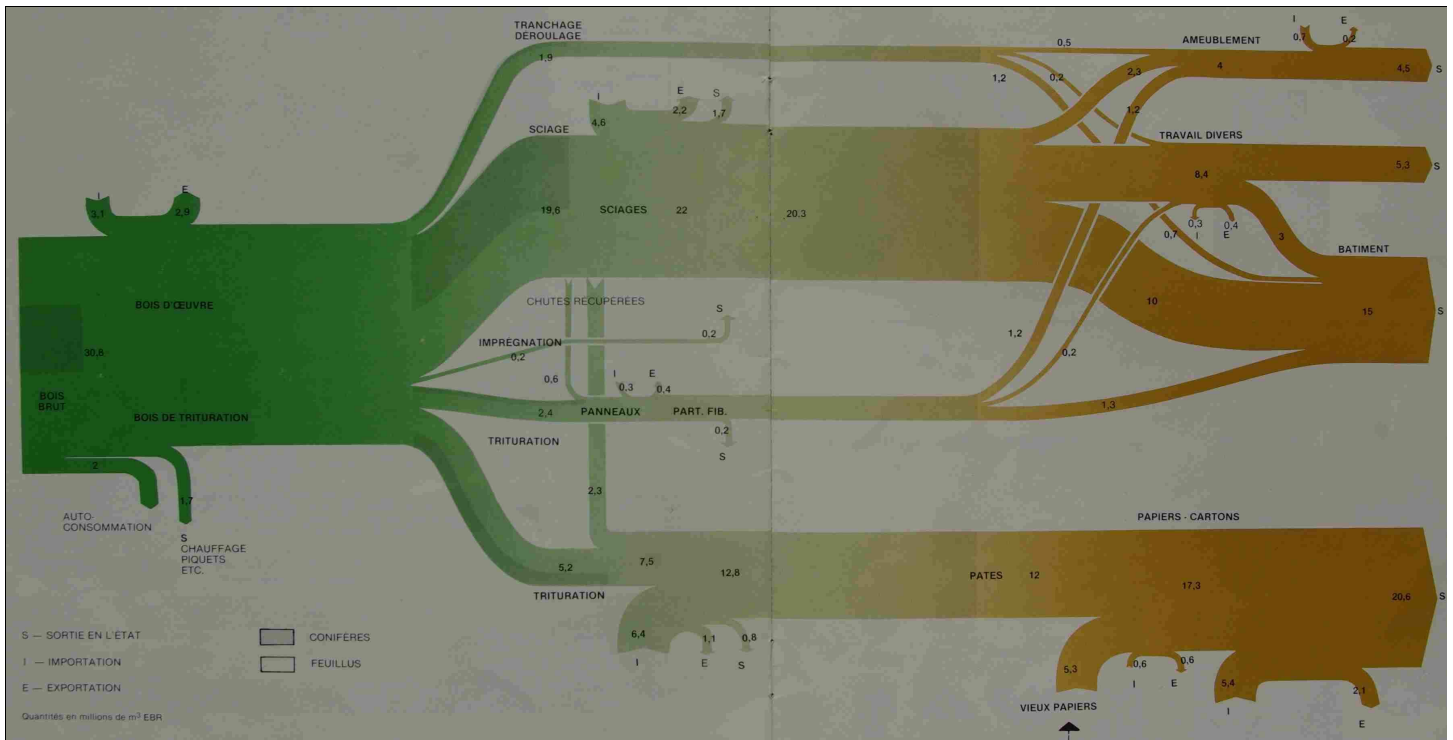 TRANCHAGE
DÉROULAGE
1,9
I
E
4,6
2,2
S
1,7
SCIAGE
I
3,1
E
2,9
19,6
SCIAGES
22
20.3
BOIS D'ŒUVRE
30,8
BOIS
BRUT
BOIS DE TRITURATION
2
1,7
AUTO-
CONSOMMATION
S
CHAUFFAGE
PIQUETS
ETC.
CHUTES RÉCUPÉRÉES
S
0,2
IMPRÉGNATION
0,2
0,6
I
E
0,3
0,4
2,4
PANNEAUX
PART. FIB.
0,2
S
TRITURATION
2,3
5,2
7,5
12,8
TRITURATION
6,4
1,1
0,8
I
E
S
0,5
AMEUBLEMENT
I
E
0,7
0,2
4
4,5
S
1,2
0,2
2,3
1,2
TRAVAIL DIVERS
5,3
S
8,4
0,3
0,4
I
E
0,7
3
BATIMENT
10
15
S
1,2
0,2
1,3
PAPIERS - CARTONS
PATES
12
17,3
20,6
S
5,3
0,6
0,6
I
E
5,4
I
2,1
E
VIEUX PAPIERS
S — SORTIE EN L'ÉTAT
I — IMPORTATION
E — EXPORTATION
CONIFÈRES
FEUILLUS
Quantités en millions de m³ EBR